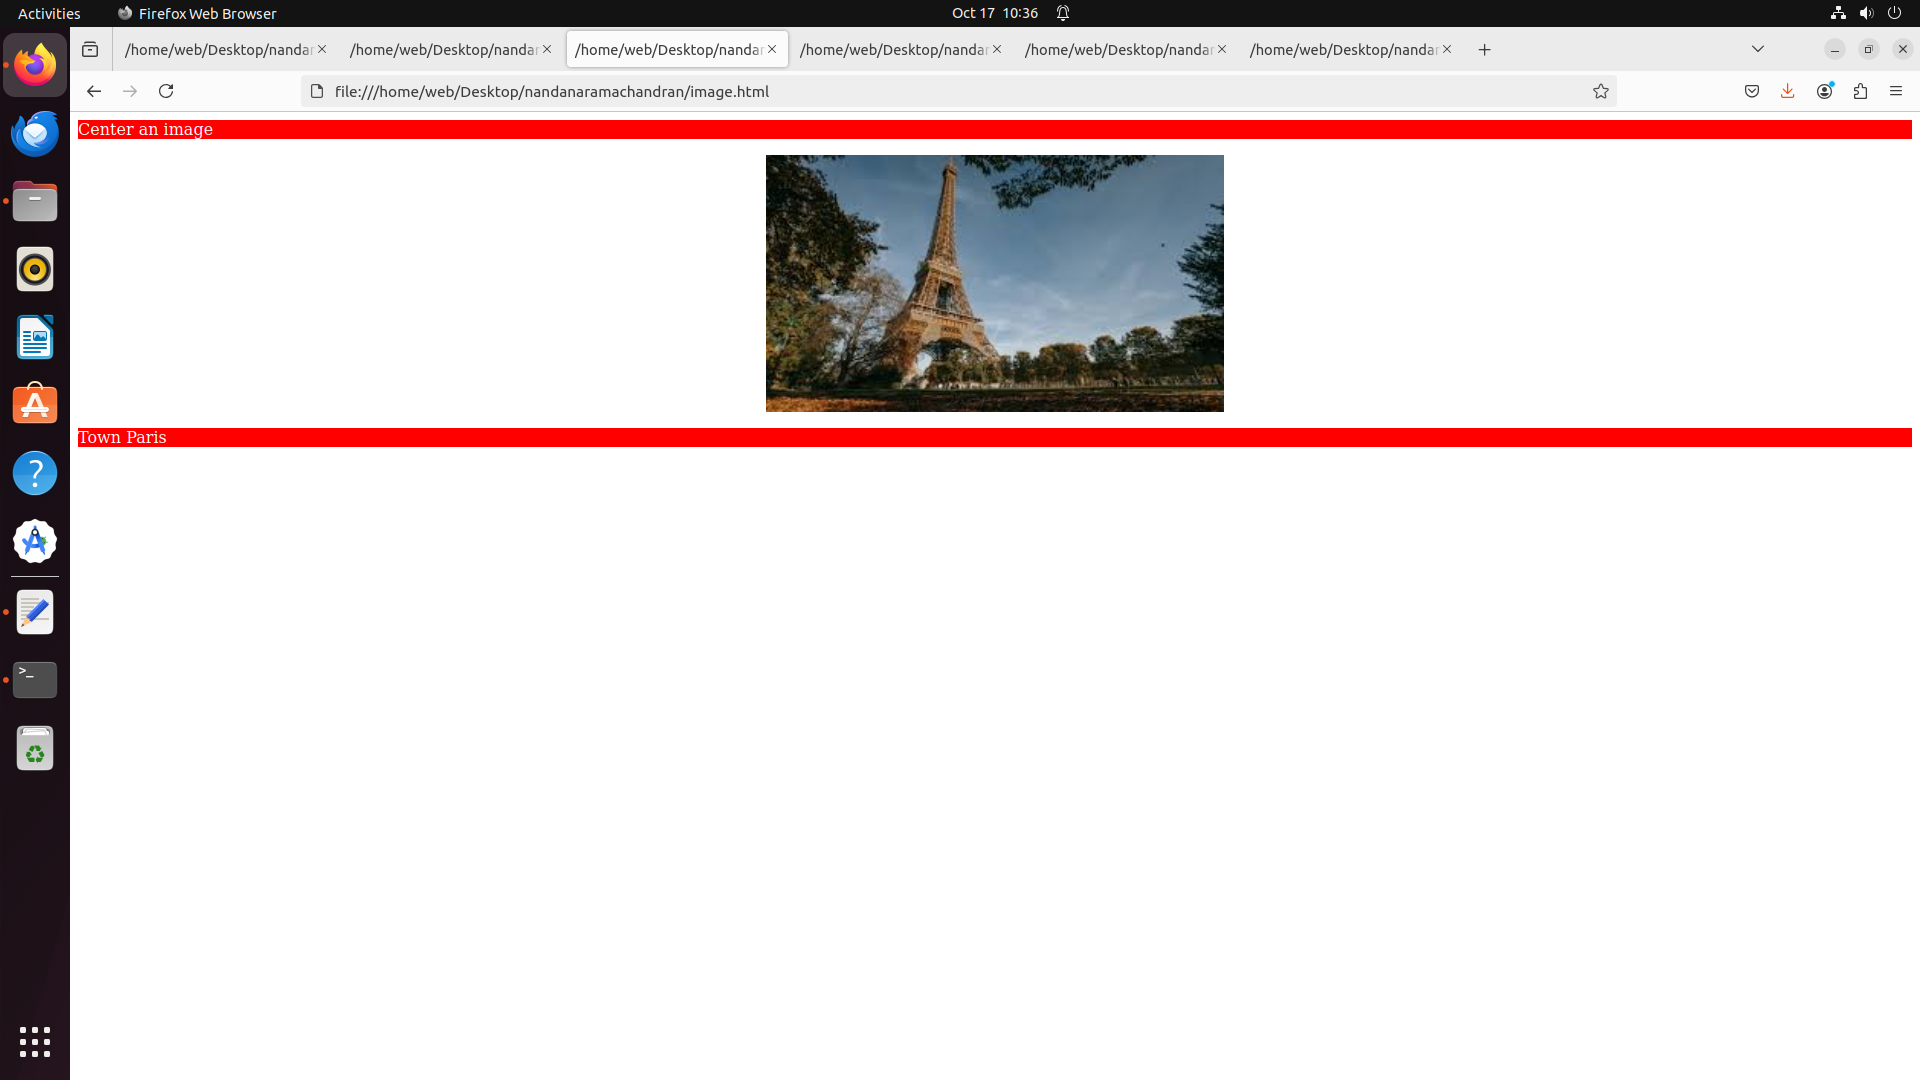 Activities
Firefox Web Browser
Oct 17 10:36
/home/web/Desktop/nandar
/home/web/Desktop/nandar
/home/web/Desktop/nandar
/home/web/Desktop/nandar
/home/web/Desktop/nandar
/home/web/Desktop/nandar
file:///home/web/Desktop/nandanaramachandran/image.html
Center an image
Town Paris